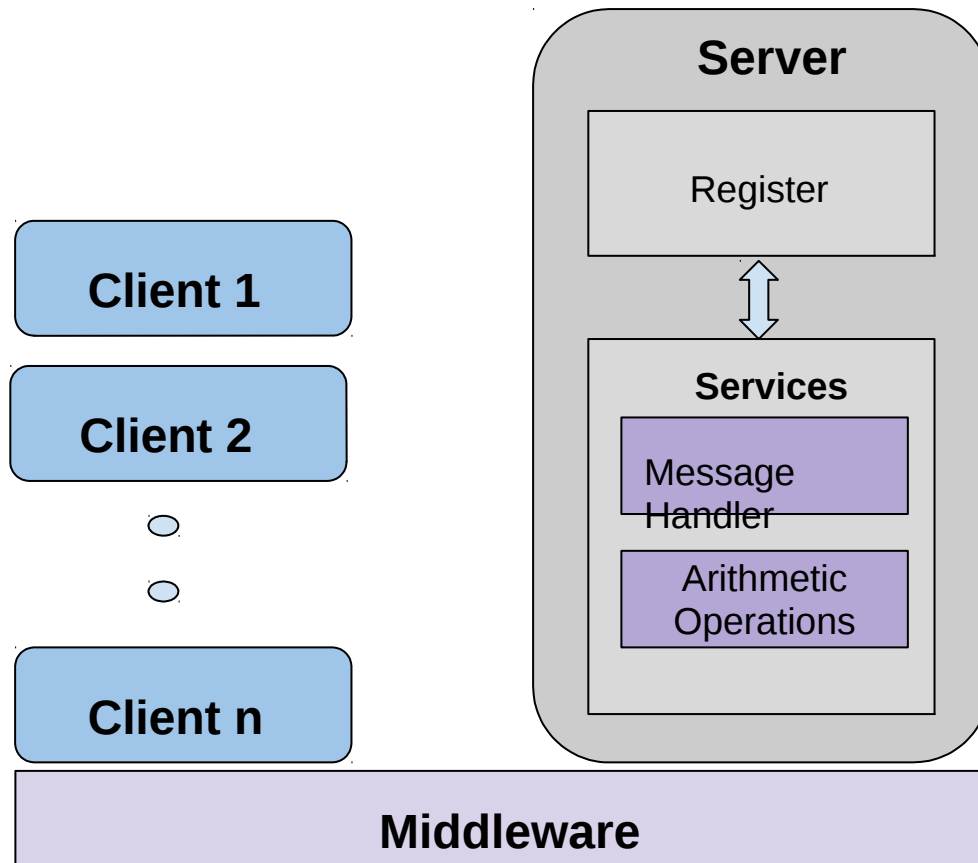 Server
Register
Client 1
Services
Client 2
Message
Handler
Arithmetic
Operations
Client n
Middleware